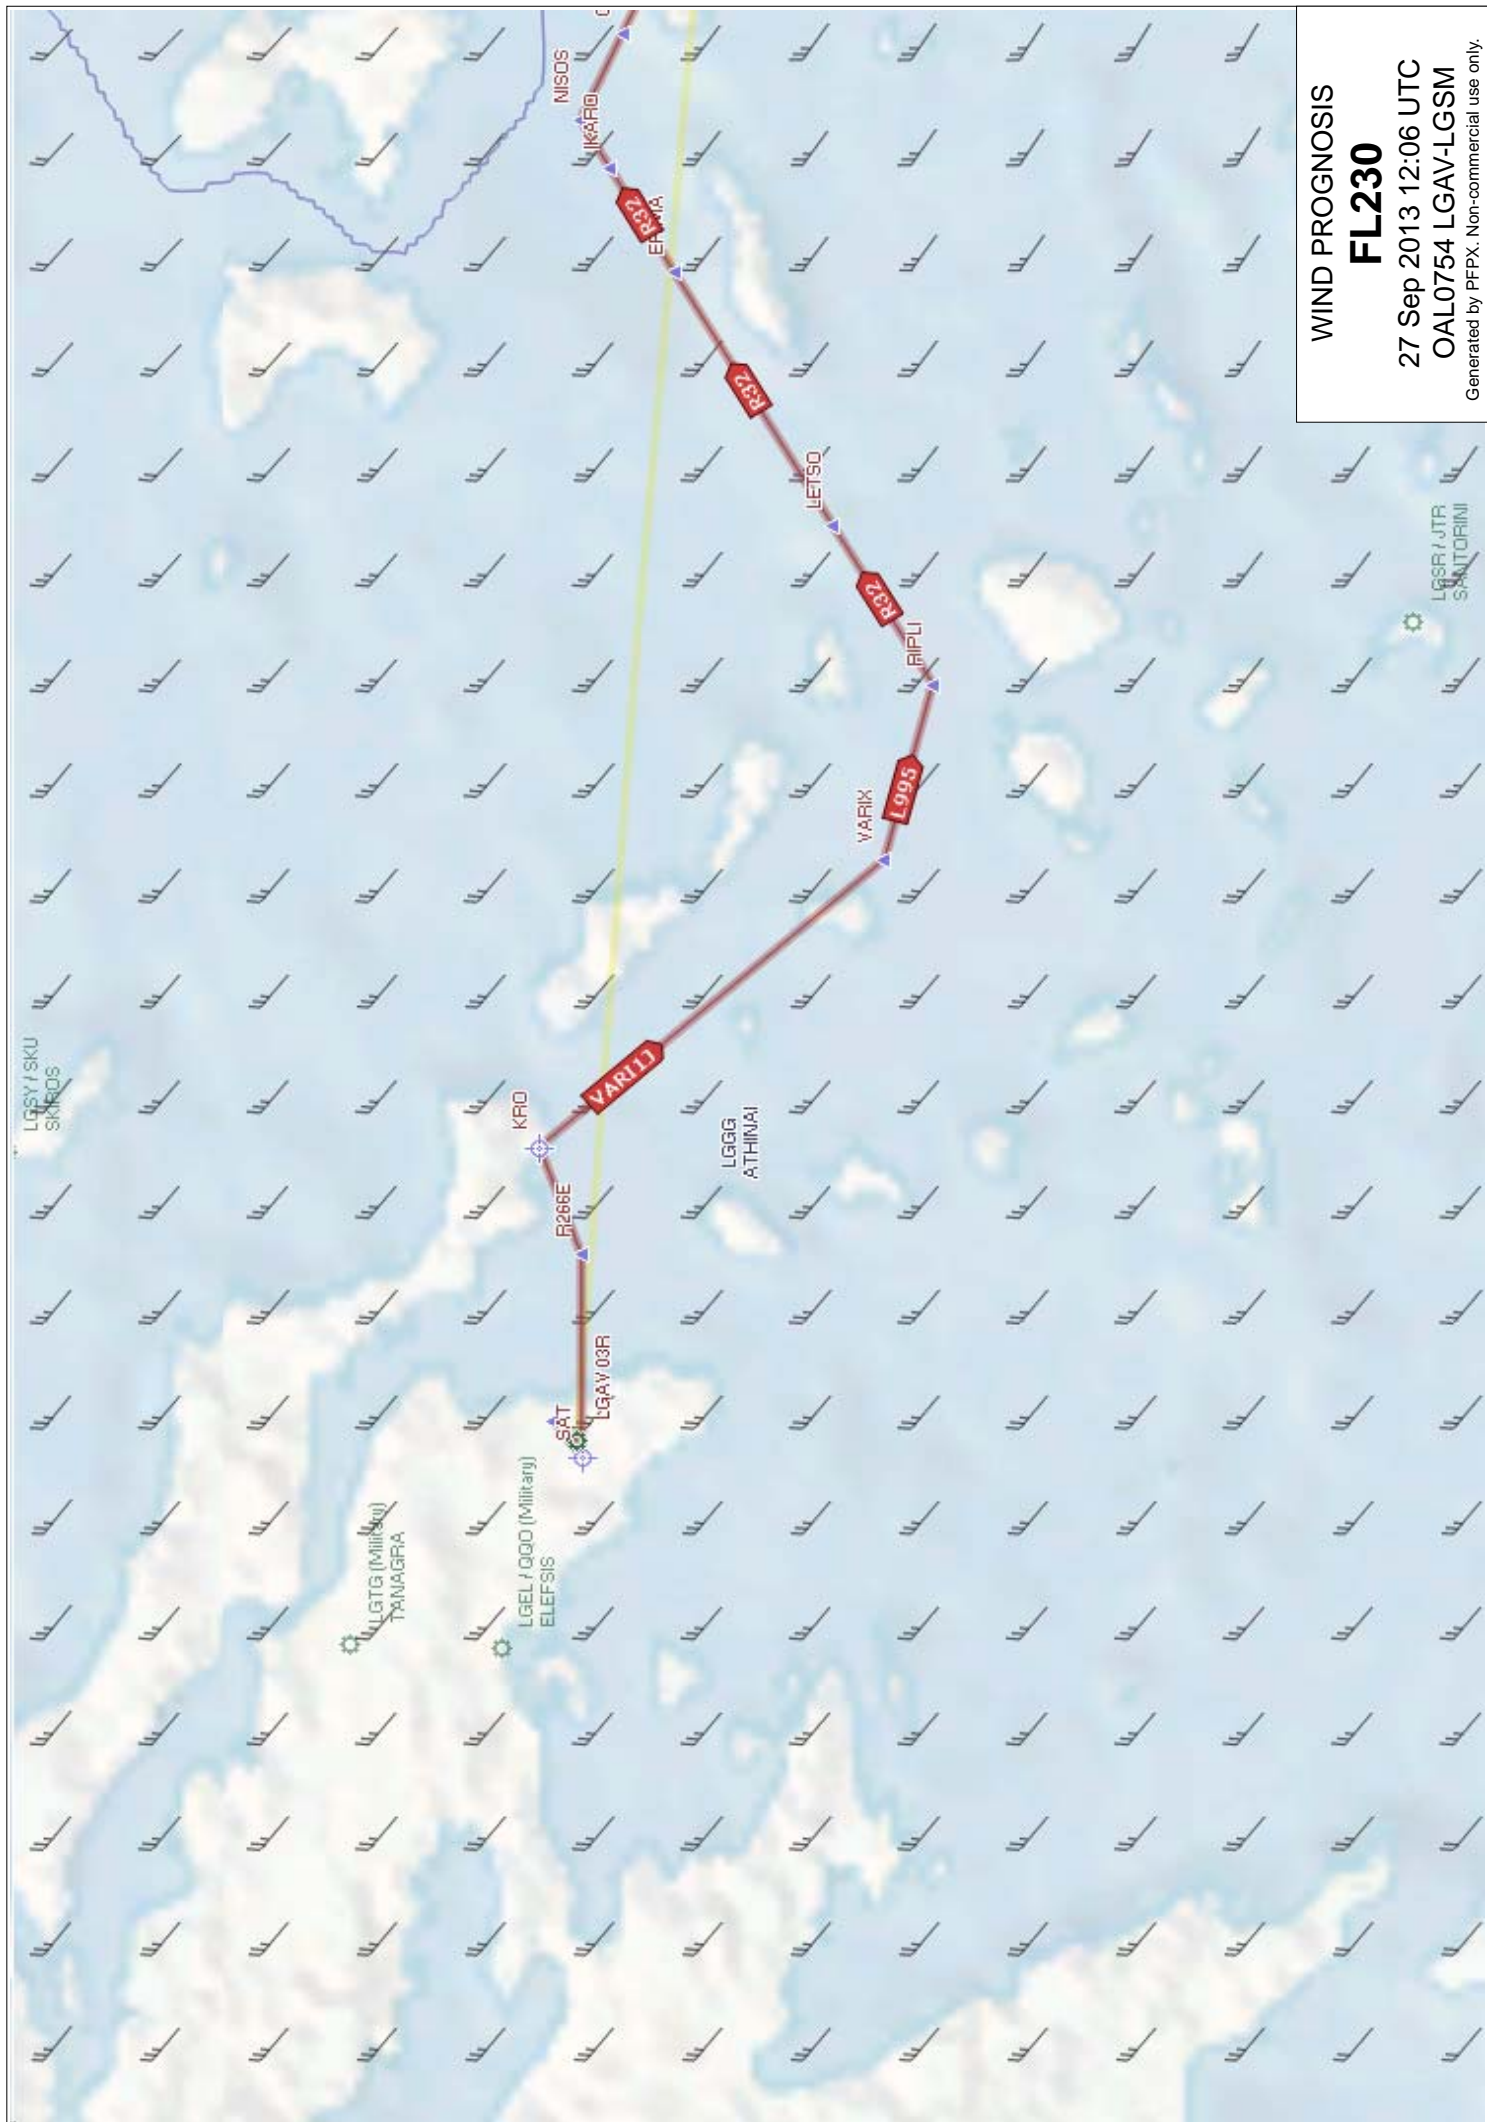 WIND PROGNOSIS
FL230
27 Sep 2013 12:06 UTC
OAL0754 LGAV-LGSM
Generated by PFPX. Non-commercial use only.
LGSY / SKU
SKIROS
LGTG (Military)
TANAGRA
LGEL / QQO (Military)
ELEFSIS
SAT
LGAV 03R
R266E
KRO
VARI1J
LGGG
ATHINAI
VARIX
L995
RIPLI
R32
LETSO
R32
R32
IKARO
NISOS
LGSR / JTR
SANTORINI